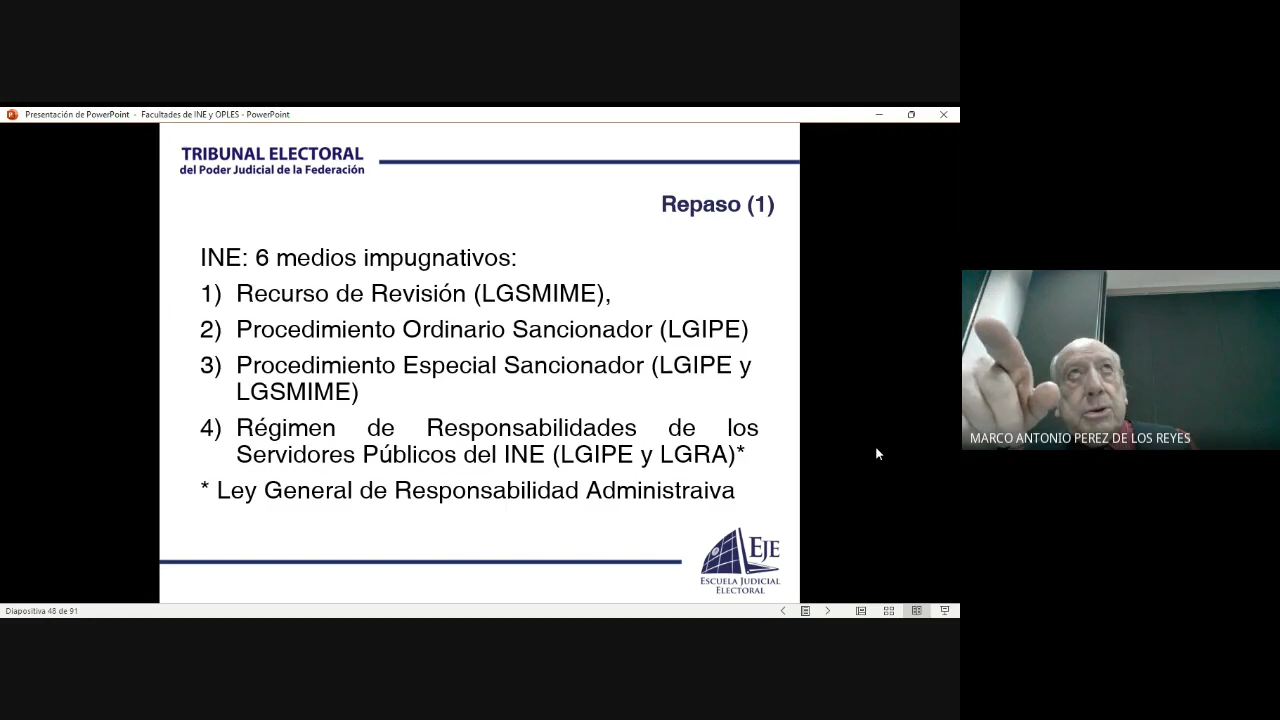 Presentación de PowerPoint - Facultades de INE y OPLES - PowerPoint
TRIBUNAL ELECTORAL
del Poder Judicial de la Federación
Repaso (1)
INE: 6 medios impugnativos:
1) Recurso de Revisión (LGSMIME),
2) Procedimiento Ordinario Sancionador (LGIPE)
3) Procedimiento Especial Sancionador (LGIPE y
LGSMIME)
4) Régimen de Responsabilidades de los
Servidores Públicos del INE (LGIPE y LGRA)*
* Ley General de Responsabilidad Administraiva
EJE
ESCUELA JUDICIAL
ELECTORAL
MARCO ANTONIO PEREZ DE LOS REYES
Diapositiva 48 de 91